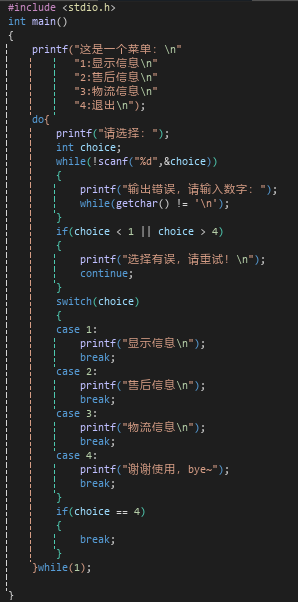 #include <stdio.h>
int main()
{
printf("这是一个菜单: \n"
"1:显示信息\n"
"2:售后信息\n"
"3:物流信息\n"
"4:退出\n");
do{
printf("请选择: ");
int choice;
while(!scanf("%d",&choice))
{
printf("输出错误, 请输入数字: ");
while(getchar() != '\n');
}
if(choice < 1 || choice > 4)
{
printf("选择有误, 请重试! \n");
continue;
}
switch(choice)
{
case 1:
printf("显示信息\n");
break;
case 2:
printf("售后信息\n");
break;
case 3:
printf("物流信息\n");
break;
case 4:
printf("谢谢使用, bye~");
break;
}
if(choice == 4)
{
break;
}
}while(1);
}